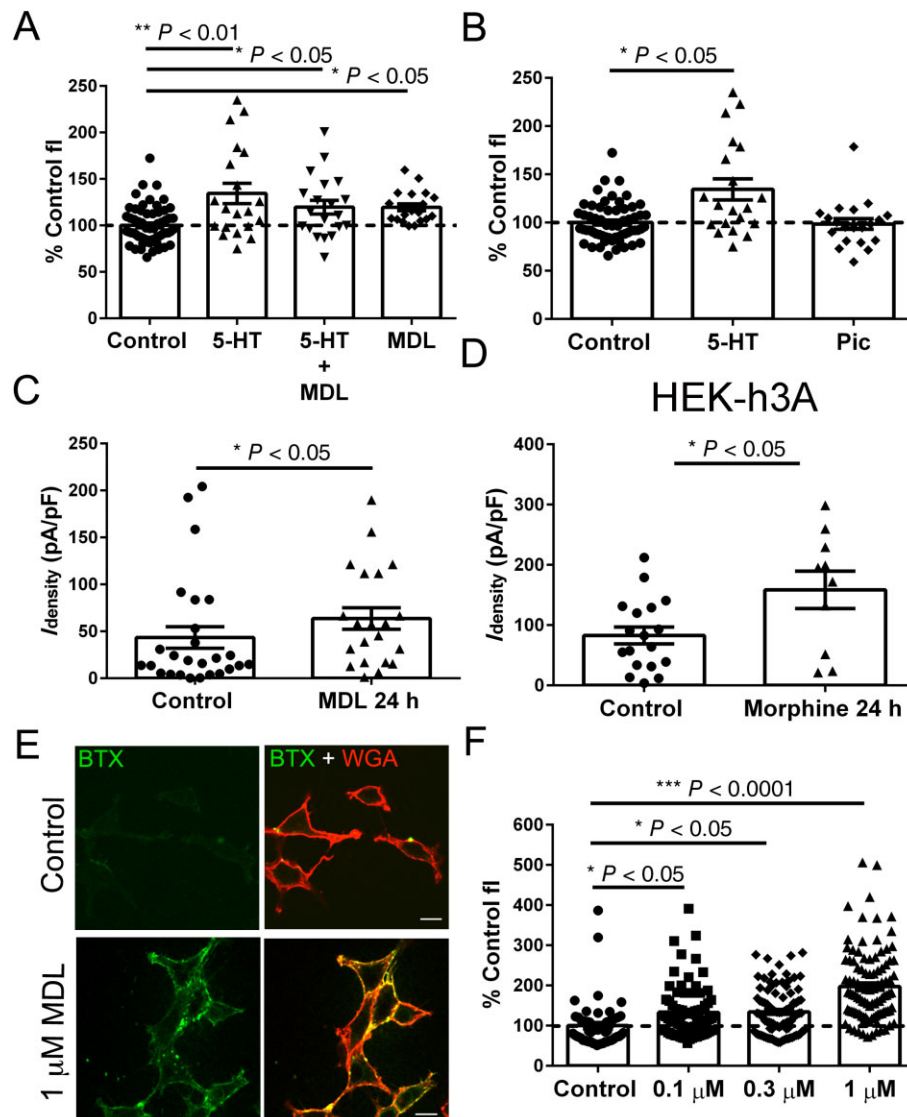 A
** P < 0.01
* P < 0.05
* P < 0.05
% Control fl
250
200
150
100
50
0
Control
5-HT
5-HT
+
MDL
MDL
B
* P < 0.05
% Control fl
250
200
150
100
50
0
Control
5-HT
Pic
C
* P < 0.05
Idensity (pA/pF)
250
200
150
100
50
0
Control
MDL 24 h
D
HEK-h3A
* P < 0.05
Idensity (pA/pF)
400
300
200
100
0
Control
Morphine 24 h
E
BTX
BTX + WGA
Control
1 μM MDL
F
*** P < 0.0001
* P < 0.05
* P < 0.05
% Control fl
600
500
400
300
200
100
0
Control
0.1 μM
0.3 μM
1 μM